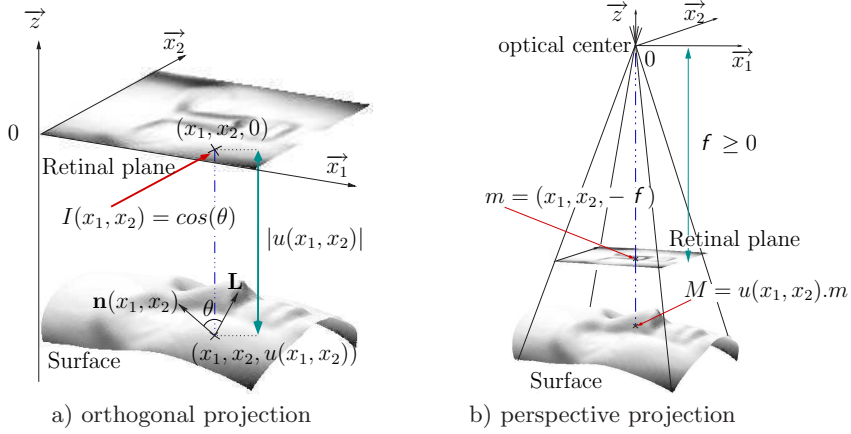 z
x₂
0
(x₁, x₂, 0)
Retinal plane
x₁
I(x₁, x₂) = cos(θ)
|u(x₁, x₂)|
L
n(x₁, x₂)
θ
(x₁, x₂, u(x₁, x₂))
Surface
a) orthogonal projection
z
x₂
optical center
0
x₁
f ≥ 0
m = (x₁, x₂, − f)
Retinal plane
M = u(x₁, x₂).m
Surface
b) perspective projection